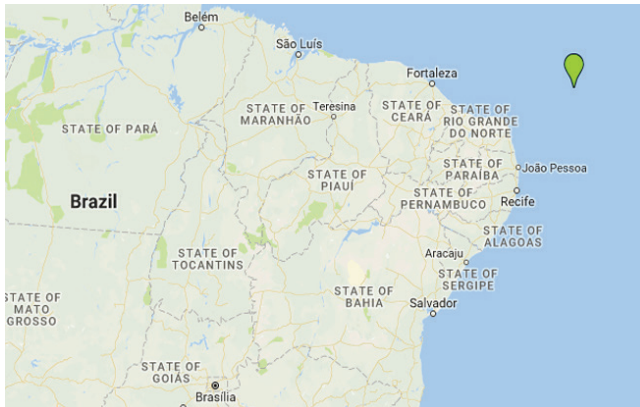 Belém
São Luís
Fortaleza
STATE OF
MARANHÃO
Teresina
STATE OF
CEARÁ
STATE OF
RIO GRANDE
DO NORTE
STATE OF PARÁ
STATE OF
PARAÍBA
João Pessoa
STATE OF
PIAUÍ
STATE OF
PERNAMBUCO
Recife
Brazil
STATE OF
ALAGOAS
STATE OF
TOCANTINS
Aracaju
STATE OF
SERGIPE
STATE OF
MATO
GROSSO
STATE OF
BAHIA
Salvador
STATE OF
GOIÁS
Brasília